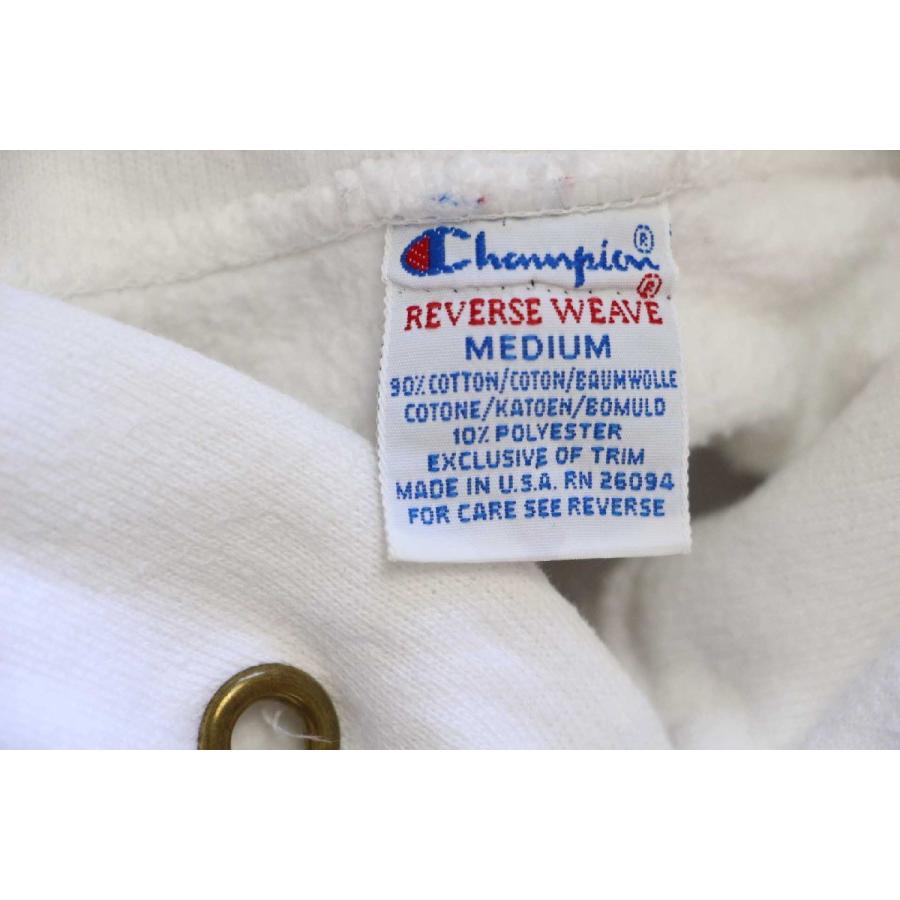 Champion®
REVERSE WEAVE®
MEDIUM
90% COTTON/COTON/BAUMWOLLE
COTONE/KATOEN/BOMULD
10% POLYESTER
EXCLUSIVE OF TRIM
MADE IN U.S.A. RN 26094
FOR CARE SEE REVERSE